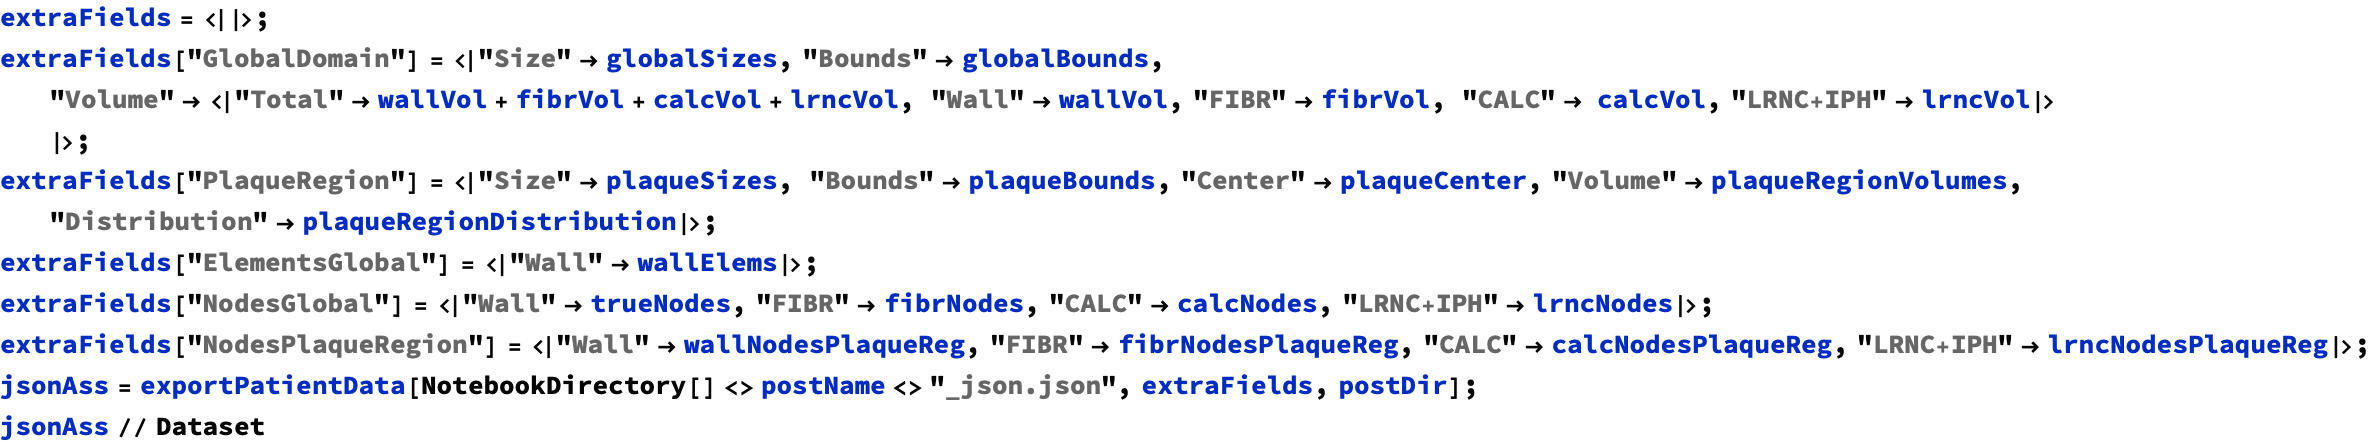 extraFields = <| |>;
extraFields["GlobalDomain"] = <|"Size" → globalSizes, "Bounds" → globalBounds,
"Volume" → <|"Total" → wallVol + fibrVol + calcVol + lrncVol, "Wall" → wallVol, "FIBR" → fibrVol, "CALC" → calcVol, "LRNC+IPH" → lrncVol|>
|>;
extraFields["PlaqueRegion"] = <|"Size" → plaqueSizes, "Bounds" → plaqueBounds, "Center" → plaqueCenter, "Volume" → plaqueRegionVolumes,
"Distribution" → plaqueRegionDistribution|>;
extraFields["ElementsGlobal"] = <|"Wall" → wallElems|>;
extraFields["NodesGlobal"] = <|"Wall" → trueNodes, "FIBR" → fibrNodes, "CALC" → calcNodes, "LRNC+IPH" → lrncNodes|>;
extraFields["NodesPlaqueRegion"] = <|"Wall" → wallNodesPlaqueReg, "FIBR" → fibrNodesPlaqueReg, "CALC" → calcNodesPlaqueReg, "LRNC+IPH" → lrncNodesPlaqueReg|>;
jsonAss = exportPatientData[NotebookDirectory[] <> postName <> "_json.json", extraFields, postDir];
jsonAss // Dataset